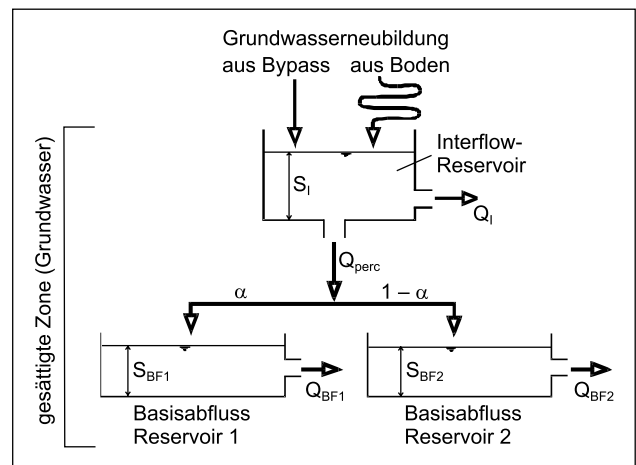 Grundwasserneubildung
aus Bypass aus Boden
Interflow-
Reservoir
S_I
Q_I
Q_perc
α
1 – α
S_BF1
Q_BF1
S_BF2
Q_BF2
Basisabfluss
Reservoir 1
Basisabfluss
Reservoir 2
gesättigte Zone (Grundwasser)